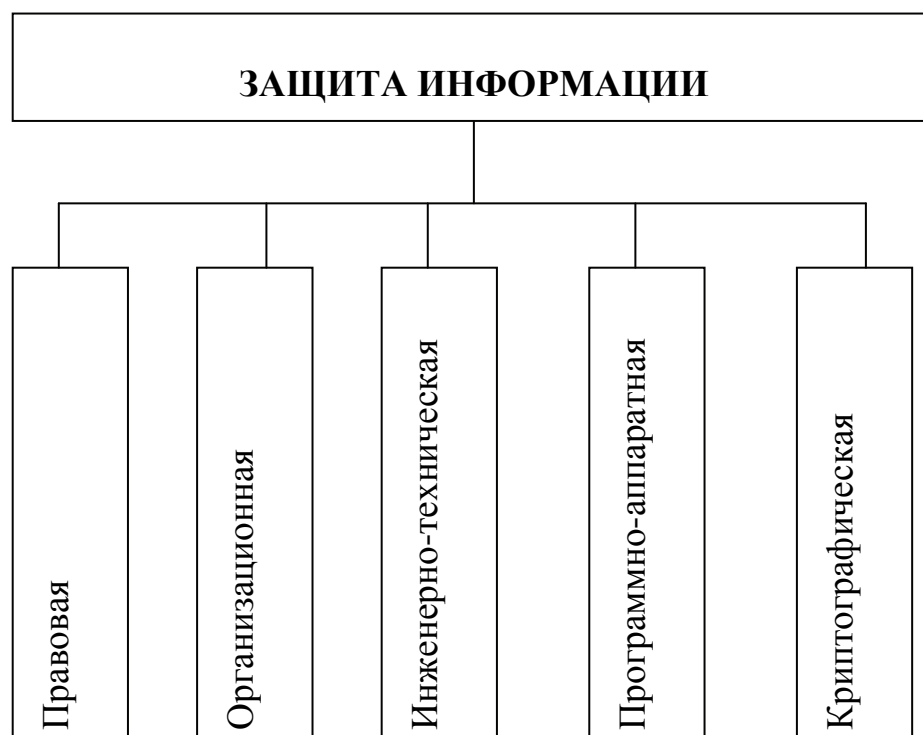 ЗАЩИТА ИНФОРМАЦИИ
Правовая
Организационная
Инженерно-техническая
Программно-аппаратная
Криптографическая